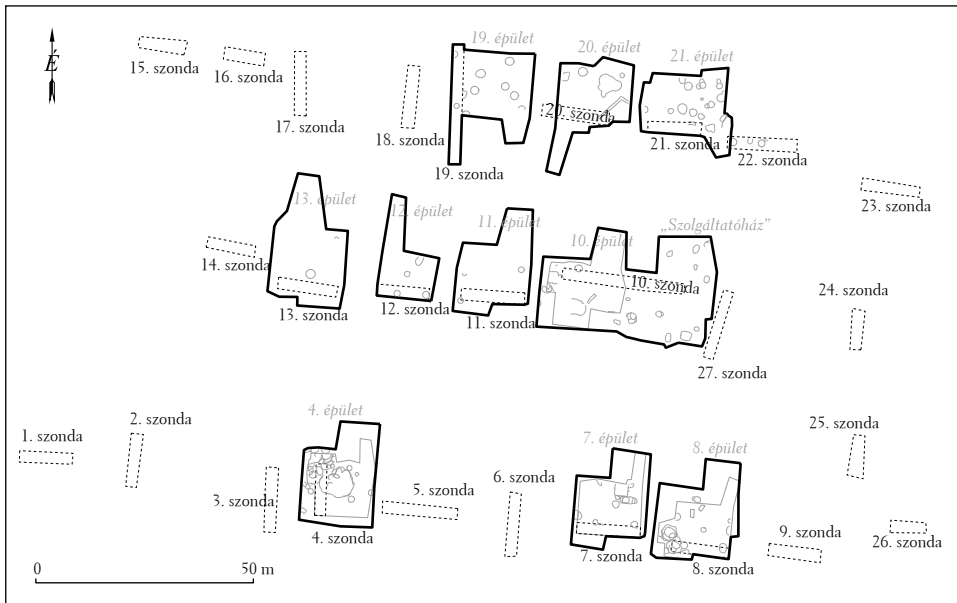 É
15. szonda
16. szonda
17. szonda
18. szonda
19. épület
19. szonda
20. épület
20. szonda
21. épület
21. szonda
22. szonda
23. szonda
13. épület
12. épület
11. épület
10. épület
„Szolgáltatóház”
14. szonda
13. szonda
12. szonda
11. szonda
10. szonda
24. szonda
27. szonda
1. szonda
2. szonda
3. szonda
4. épület
4. szonda
5. szonda
6. szonda
7. épület
7. szonda
8. épület
8. szonda
9. szonda
25. szonda
26. szonda
0
50 m